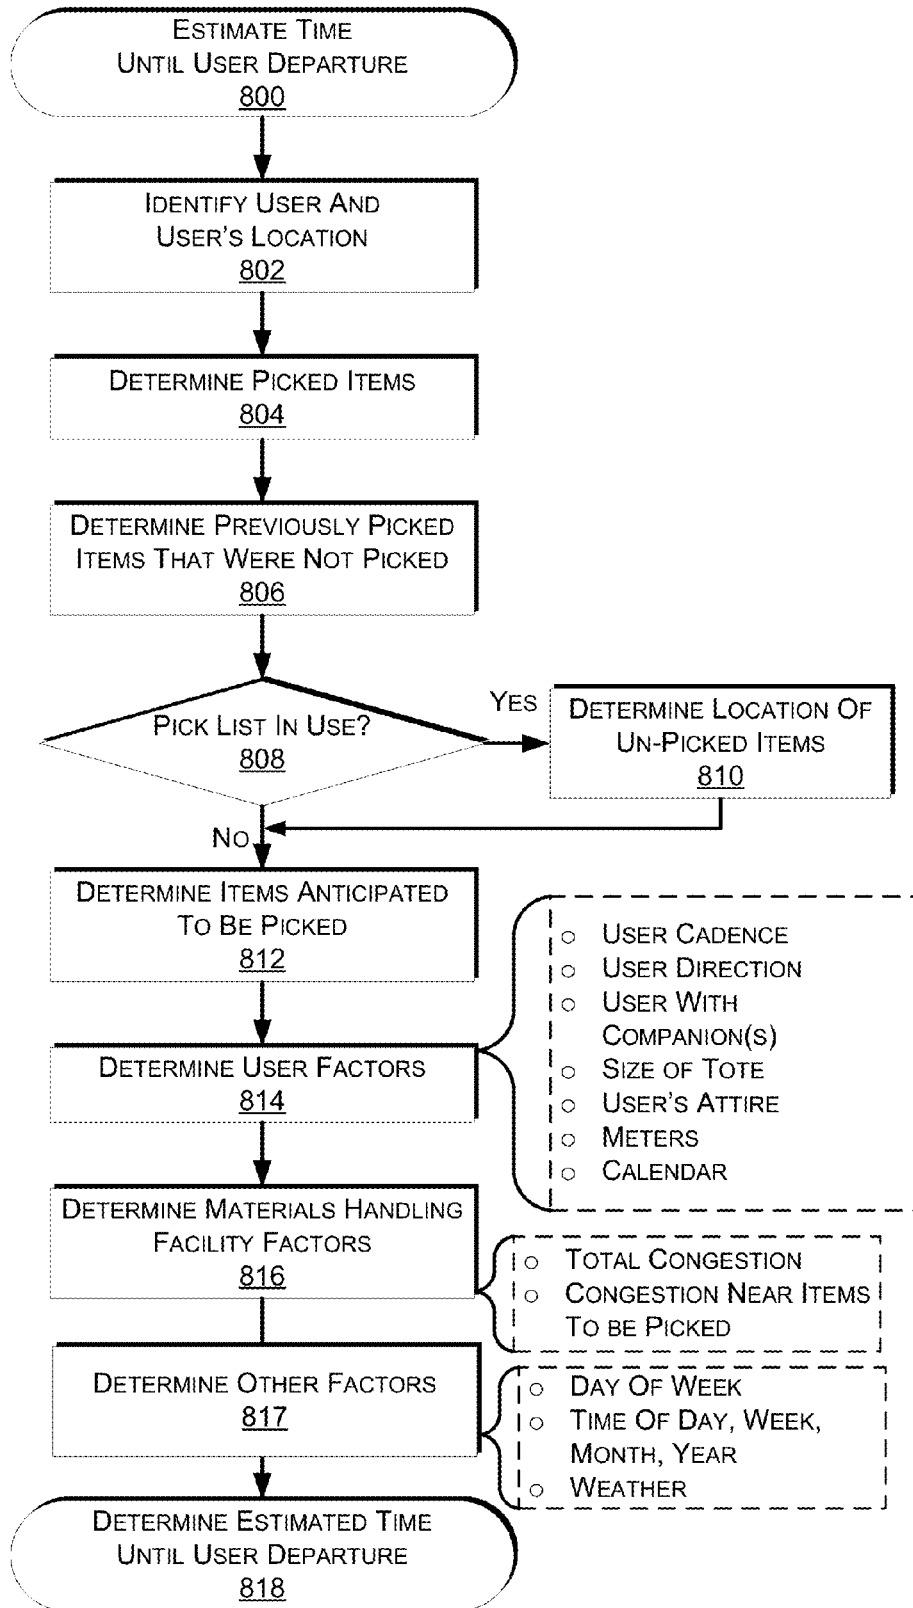 ESTIMATE TIME
UNTIL USER DEPARTURE
800
IDENTIFY USER AND
USER'S LOCATION
802
DETERMINE PICKED ITEMS
804
DETERMINE PREVIOUSLY PICKED
ITEMS THAT WERE NOT PICKED
806
PICK LIST IN USE?
808
YES
DETERMINE LOCATION OF
UN-PICKED ITEMS
810
NO
DETERMINE ITEMS ANTICIPATED
TO BE PICKED
812
DETERMINE USER FACTORS
814
USER CADENCE
USER DIRECTION
USER WITH
COMPANION(S)
SIZE OF TOTE
USER'S ATTIRE
METERS
CALENDAR
DETERMINE MATERIALS HANDLING
FACILITY FACTORS
816
TOTAL CONGESTION
CONGESTION NEAR ITEMS
TO BE PICKED
DETERMINE OTHER FACTORS
817
DAY OF WEEK
TIME OF DAY, WEEK,
MONTH, YEAR
WEATHER
DETERMINE ESTIMATED TIME
UNTIL USER DEPARTURE
818